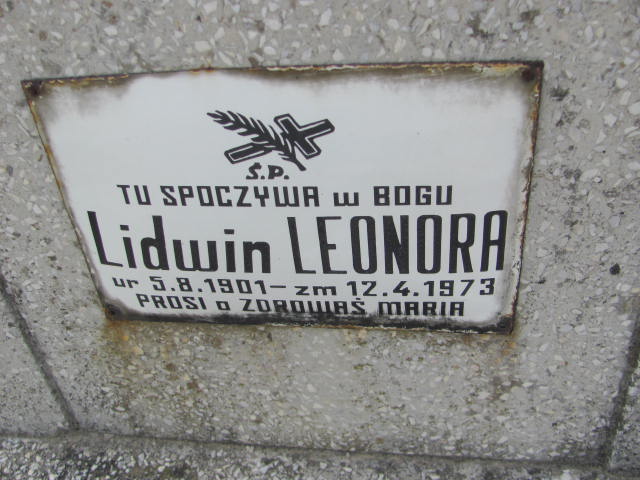 Ś.P.
TU SPOCZYWA w BOGU
Lidwin LEONORA
ur 5.8.1901 - zm 12.4.1973
PROSI o ZDROWAŚ MARIA